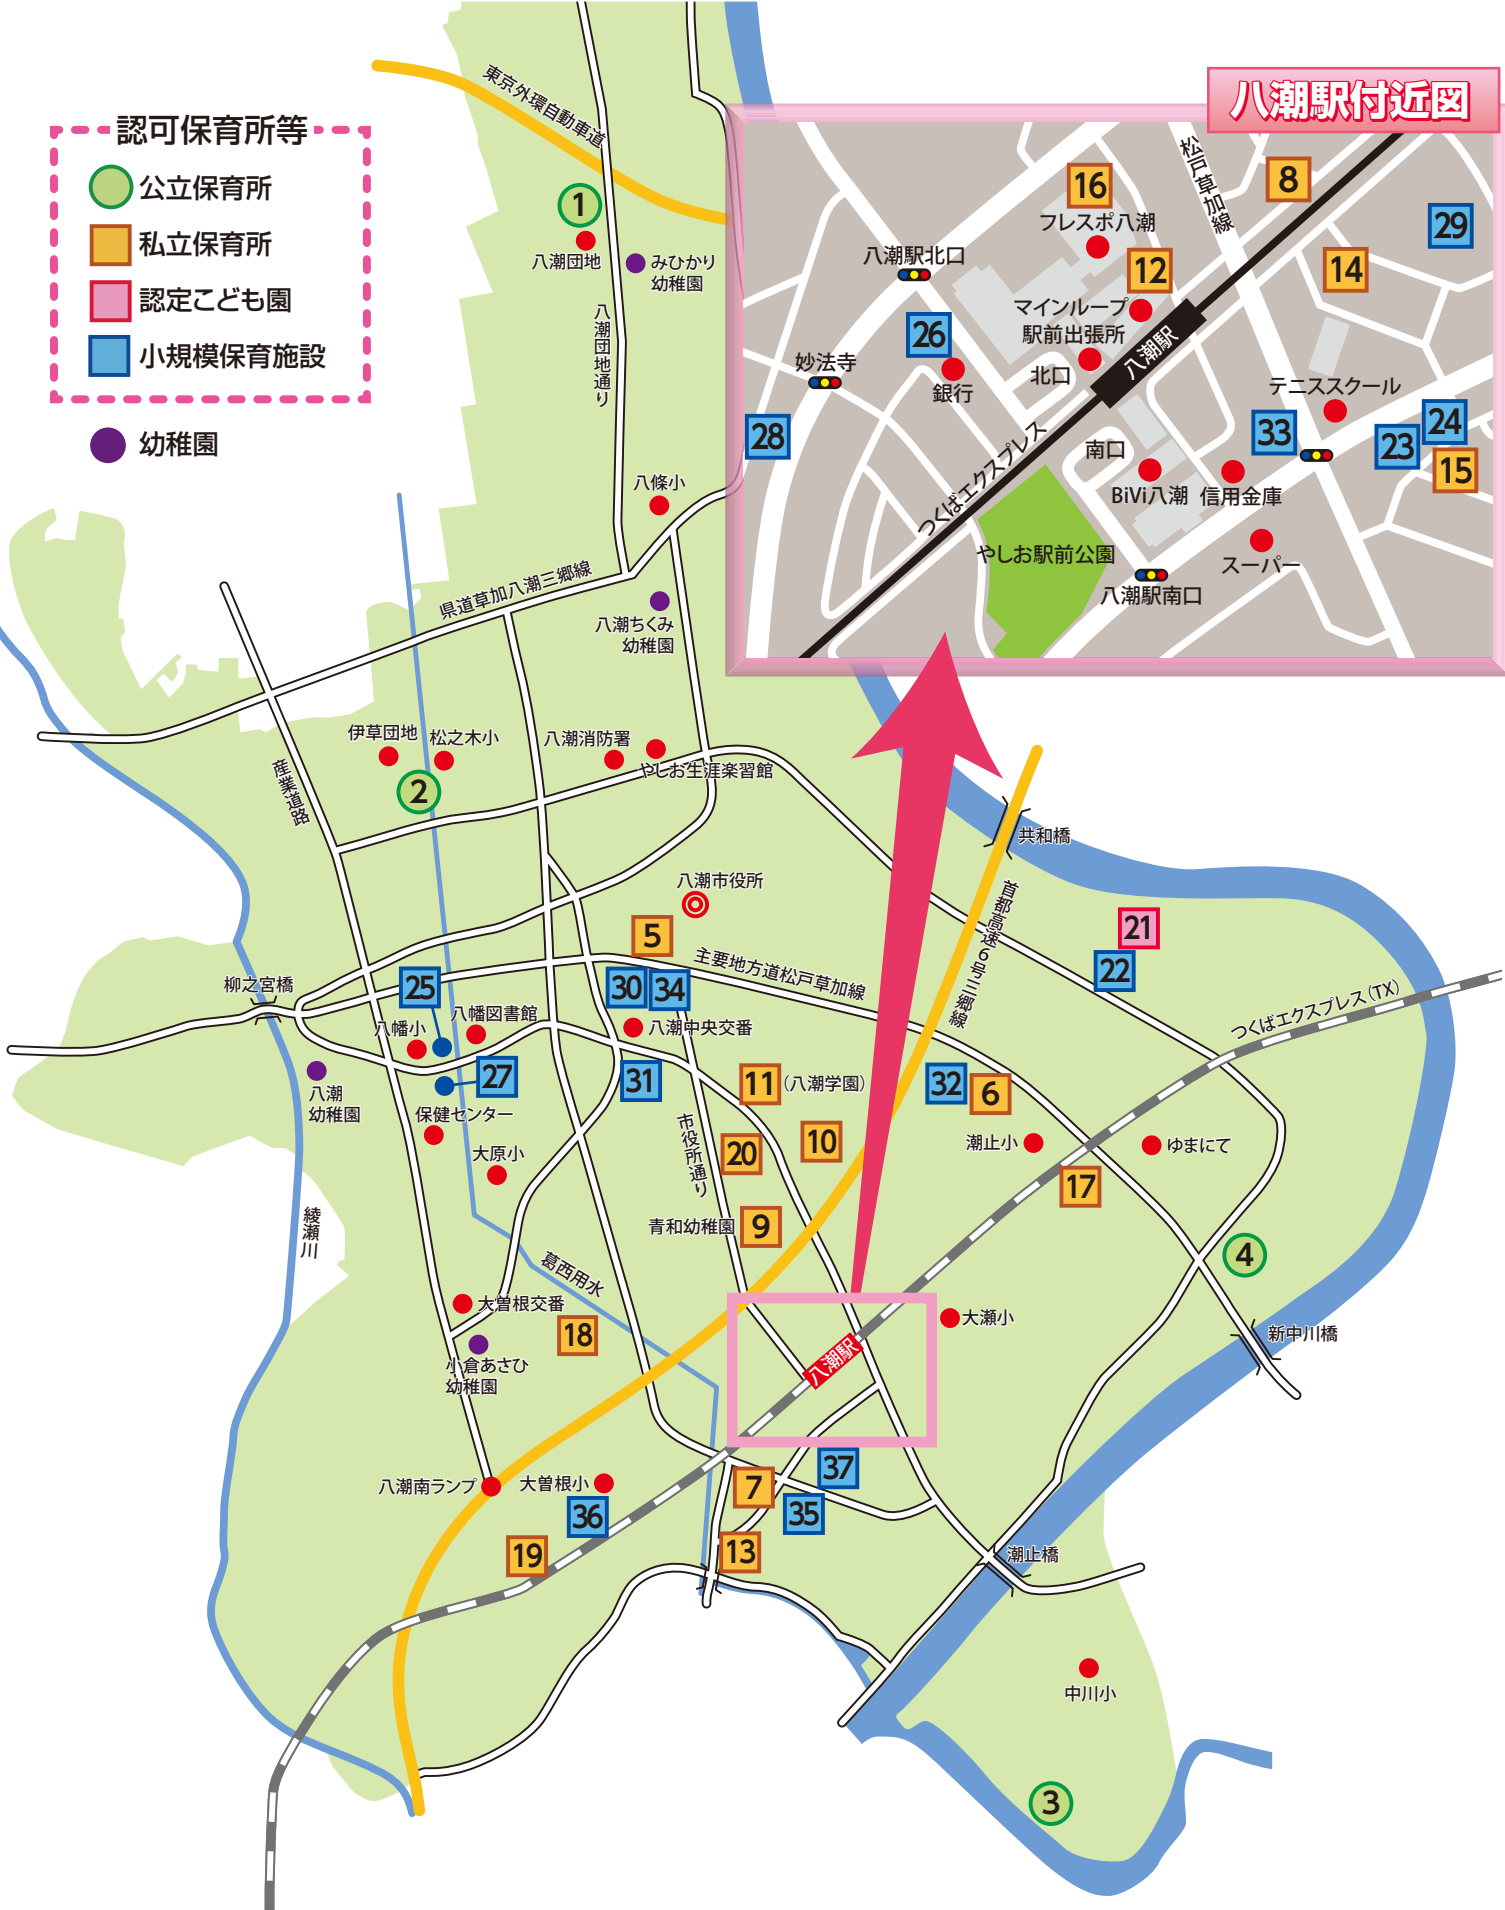 認可保育所等
公立保育所
私立保育所
認定こども園
小規模保育施設
幼稚園
八潮駅付近図
松戸草加線
16
フレスポ八潮
8
29
八潮駅北口
12
14
マインループ
駅前出張所
26
八潮駅
妙法寺
北口
銀行
テニススクール
28
33
24
23
15
南口
つくばエクスプレス
BiVi八潮
信用金庫
やしお駅前公園
スーパー
八潮駅南口
東京外環自動車道
1
八潮団地
みひかり
幼稚園
八潮団地通り
八條小
県道草加八潮三郷線
八潮ちくみ
幼稚園
伊草団地
松之木小
八潮消防署
やしお生涯楽習館
産業道路
2
共和橋
八潮市役所
首都高速6号三郷線
21
5
主要地方道松戸草加線
22
柳之宮橋
25
30
34
つくばエクスプレス(TX)
八幡図書館
八幡小
八潮中央交番
八潮
幼稚園
27
31
11
(八潮学園)
32
6
保健センター
市役所通り
20
10
潮止小
ゆまにて
大原小
17
綾瀬川
青和幼稚園
9
4
葛西用水
大曽根交番
18
大瀬小
新中川橋
小倉あさひ
幼稚園
八潮駅
八潮南ランプ
大曽根小
37
7
36
35
19
13
潮止橋
中川小
3